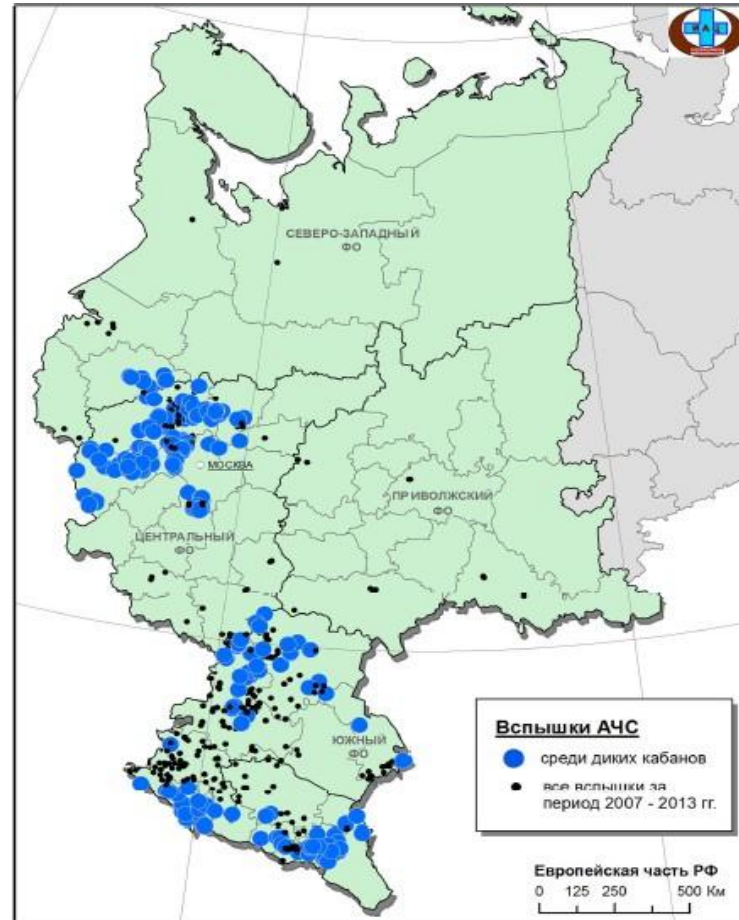 ИАЦ
СЕВЕРО-ЗАПАДНЫЙ
ФО
МОСКВА
ПРИВОЛЖСКИЙ
ФО
ЦЕНТРАЛЬНЫЙ
ФО
ЮЖНЫЙ
ФО
Вспышки АЧС
среди диких кабанов
все вспышки за
период 2007 - 2013 гг.
Европейская часть РФ
0 125 250 500 Км